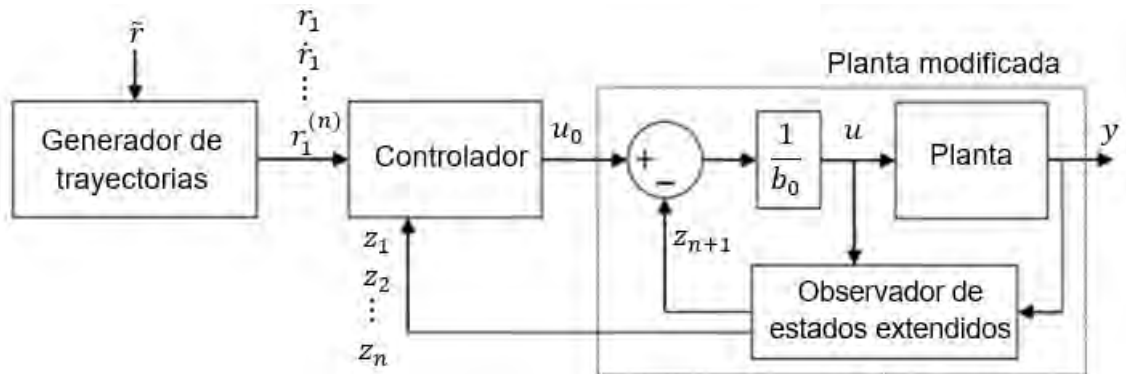 r̃
r₁
ṙ₁
⋮
r₁⁽ⁿ⁾
Generador de
trayectorias
Controlador
u₀
Planta modificada
+
−
1
b₀
u
Planta
y
z₁
z₂
⋮
zₙ
zₙ₊₁
Observador de
estados extendidos